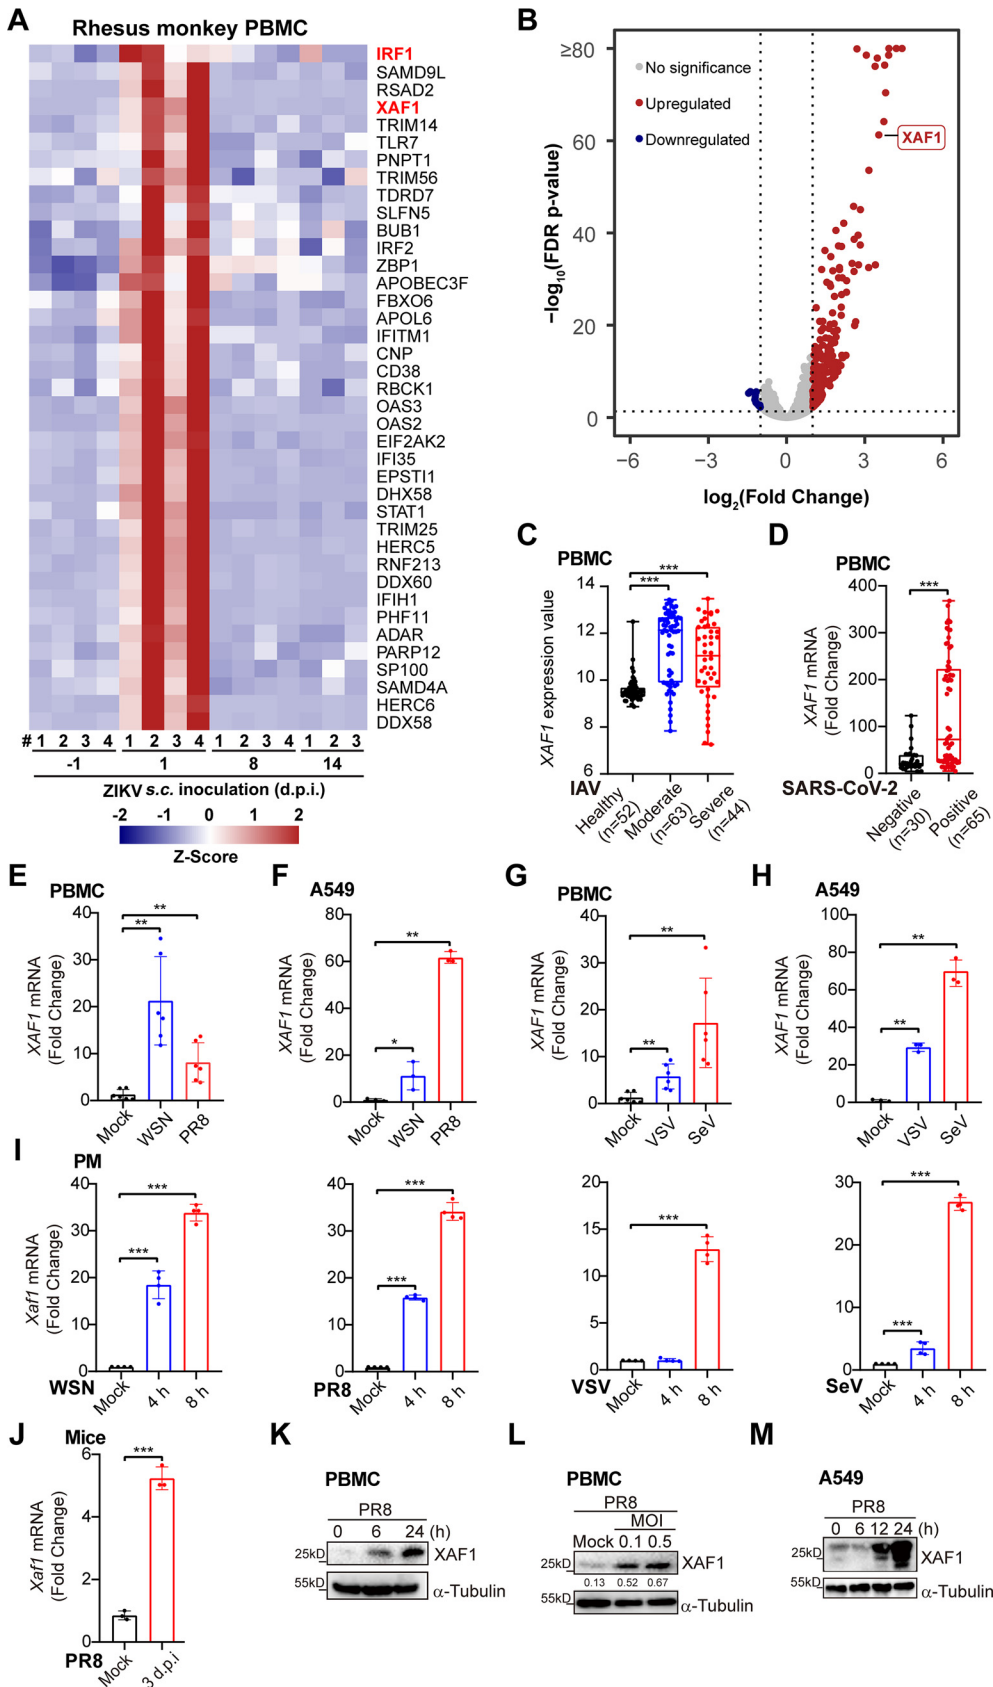 A
Rhesus monkey PBMC
IRF1
SAMD9L
RSAD2
XAF1
TRIM14
TLR7
PNPT1
TRIM56
TDRD7
SLFN5
BUB1
IRF2
ZBP1
APOBEC3F
FBXO6
APOL6
IFITM1
CNP
CD38
RBCK1
OAS3
OAS2
EIF2AK2
IFI35
EPSTI1
DHX58
STAT1
TRIM25
HERC5
RNF213
DDX60
IFIH1
PHF11
ADAR
PARP12
SP100
SAMD4A
HERC6
DDX58
# 1 2 3 4 1 2 3 4 1 2 3 4 1 2 3
-1 1 8 14
ZIKV s.c. inoculation (d.p.i.)
-2 -1 0 1 2
Z-Score
B
≥80
60
40
20
0
−log10(FDR p-value)
No significance
Upregulated
Downregulated
XAF1
−6 −3 0 3 6
log2(Fold Change)
C
PBMC
*** ***
14
12
10
8
6
XAF1 expression value
IAV
Healthy (n=52)
Moderate (n=63)
Severe (n=44)
D
PBMC
***
400
300
200
100
0
XAF1 mRNA
(Fold Change)
SARS-CoV-2
Negative (n=30)
Positive (n=65)
E
PBMC
** **
40
30
20
10
0
XAF1 mRNA
(Fold Change)
Mock WSN PR8
F
A549
* **
80
60
40
20
0
XAF1 mRNA
(Fold Change)
Mock WSN PR8
G
PBMC
** **
40
30
20
10
0
XAF1 mRNA
(Fold Change)
Mock VSV SeV
H
A549
** **
100
80
60
40
20
0
XAF1 mRNA
(Fold Change)
Mock VSV SeV
I
PM
*** ***
40
30
20
10
0
Xaf1 mRNA
(Fold Change)
WSN
Mock 4 h 8 h
*** ***
40
30
20
10
0
PR8
Mock 4 h 8 h
***
20
15
10
5
0
VSV
Mock 4 h 8 h
*** ***
30
20
10
0
SeV
Mock 4 h 8 h
J
Mice
***
6
4
2
0
Xaf1 mRNA
(Fold Change)
PR8
Mock 3 d.p.i
K
PBMC
PR8
0 6 24 (h)
25kD XAF1
55kD α-Tubulin
L
PBMC
PR8
MOI
Mock 0.1 0.5
25kD XAF1
0.13 0.52 0.67
55kD α-Tubulin
M
A549
PR8
0 6 12 24 (h)
25kD XAF1
55kD α-Tubulin